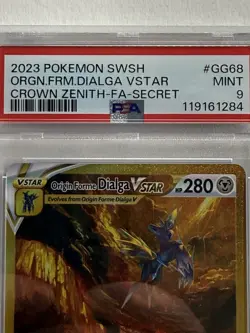 2023 POKEMON SWSH #GG68
ORGN.FRM.DIALGA VSTAR MINT
CROWN ZENITH-FA-SECRET 9
PSA 119161284
VSTAR Origin Forme Dialga VSTAR HP 280
Evolves from Origin Forme Dialga V